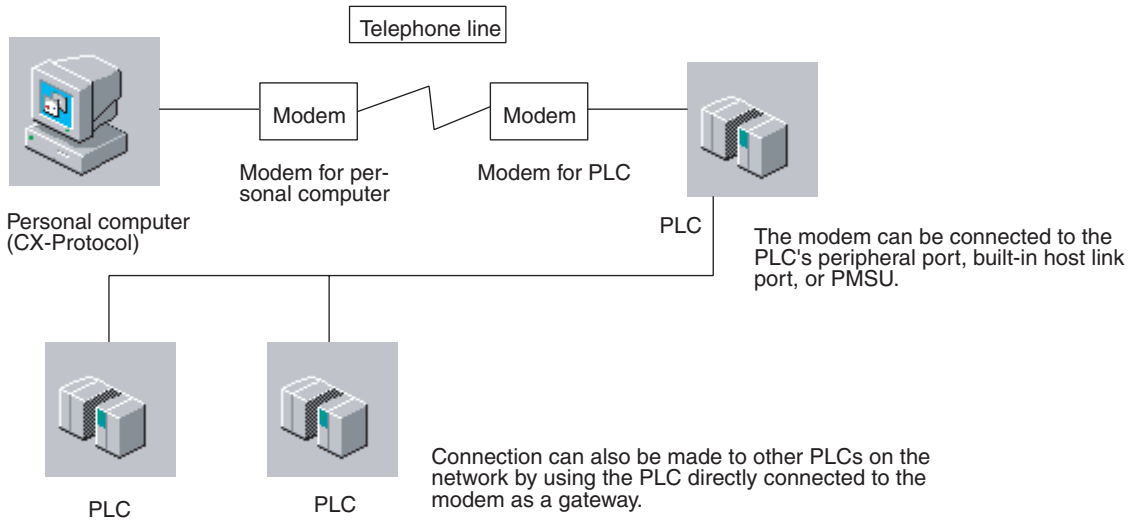 Telephone line
Modem
Modem
Modem for per-
sonal computer
Modem for PLC
Personal computer
(CX-Protocol)
PLC
The modem can be connected to the
PLC's peripheral port, built-in host link
port, or PMSU.
Connection can also be made to other PLCs on the
network by using the PLC directly connected to the
modem as a gateway.
PLC
PLC